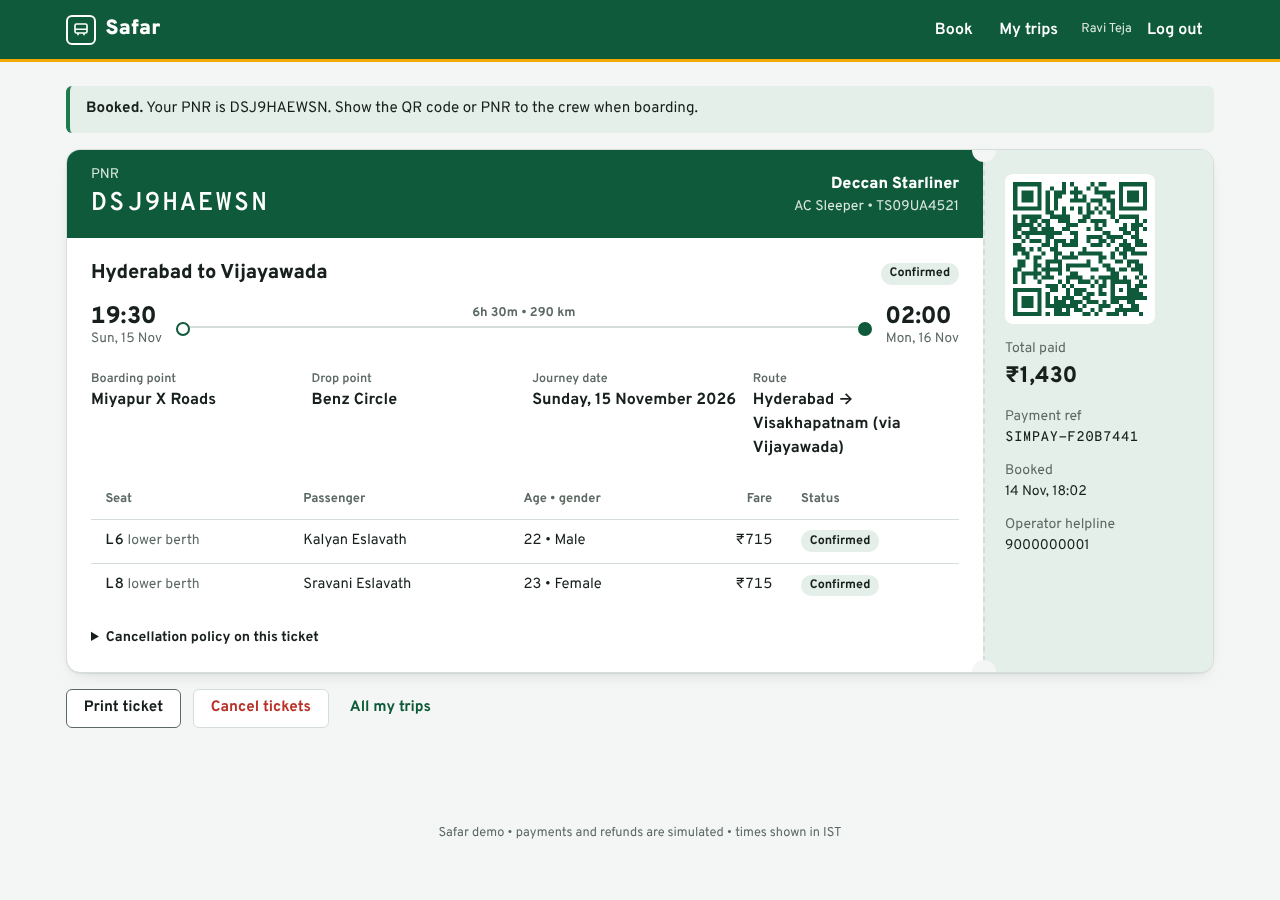 Safar
Book My trips Ravi Teja Log out
Booked. Your PNR is DSJ9HAEWSN. Show the QR code or PNR to the crew when boarding.
PNR
DSJ9HAEWSN
Deccan Starliner
AC Sleeper • TS09UA4521
Hyderabad to Vijayawada
Confirmed
19:30
Sun, 15 Nov
6h 30m • 290 km
02:00
Mon, 16 Nov
Boarding point
Miyapur X Roads
Drop point
Benz Circle
Journey date
Sunday, 15 November 2026
Route
Hyderabad →
Visakhapatnam (via
Vijayawada)
Seat Passenger Age • gender Fare Status
L6 lower berth Kalyan Eslavath 22 • Male ₹715 Confirmed
L8 lower berth Sravani Eslavath 23 • Female ₹715 Confirmed
▶ Cancellation policy on this ticket
Total paid
₹1,430
Payment ref
SIMPAY-F20B7441
Booked
14 Nov, 18:02
Operator helpline
9000000001
Print ticket Cancel tickets All my trips
Safar demo • payments and refunds are simulated • times shown in IST